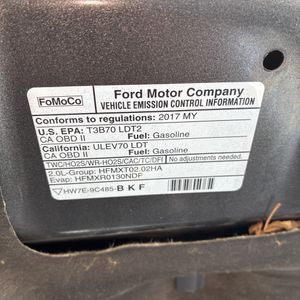 FoMoCo
Ford Motor Company
VEHICLE EMISSION CONTROL INFORMATION
Conforms to regulations: 2017 MY
U.S. EPA: T3B70 LDT2
CA OBD II Fuel: Gasoline
California: ULEV70 LDT
CA OBD II Fuel: Gasoline
TWC/HO2S/WR-HO2S/CAC/TC/DFI No adjustments needed.
2.0L-Group: HFMXT02.02HA
Evap: HFMXR0130NDF
HW7E-9C485-BKF